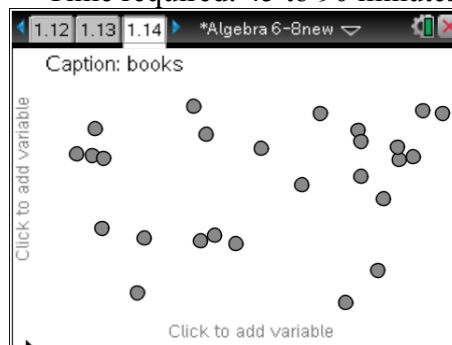 Time required: 45 to 90 minutes
1.12 1.13 1.14 *Algebra 6-8new
Caption: books
Click to add variable
Click to add variable